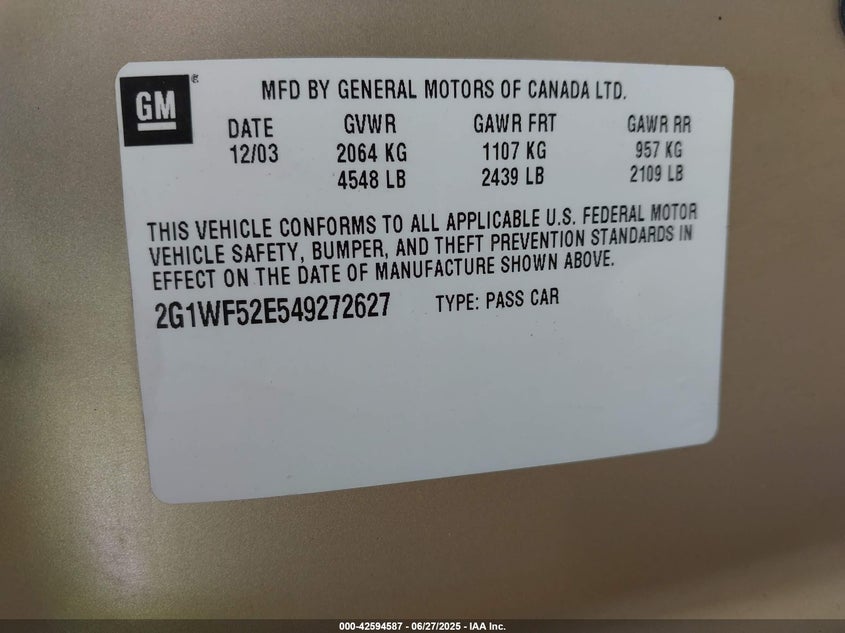 GM®
MFD BY GENERAL MOTORS OF CANADA LTD.
DATE GVWR GAWR FRT GAWR RR
12/03 2064 KG 1107 KG 957 KG
4548 LB 2439 LB 2109 LB
THIS VEHICLE CONFORMS TO ALL APPLICABLE U.S. FEDERAL MOTOR
VEHICLE SAFETY, BUMPER, AND THEFT PREVENTION STANDARDS IN
EFFECT ON THE DATE OF MANUFACTURE SHOWN ABOVE.
2G1WF52E549272627 TYPE: PASS CAR
000-42594587 - 06/27/2025 - IAA Inc.